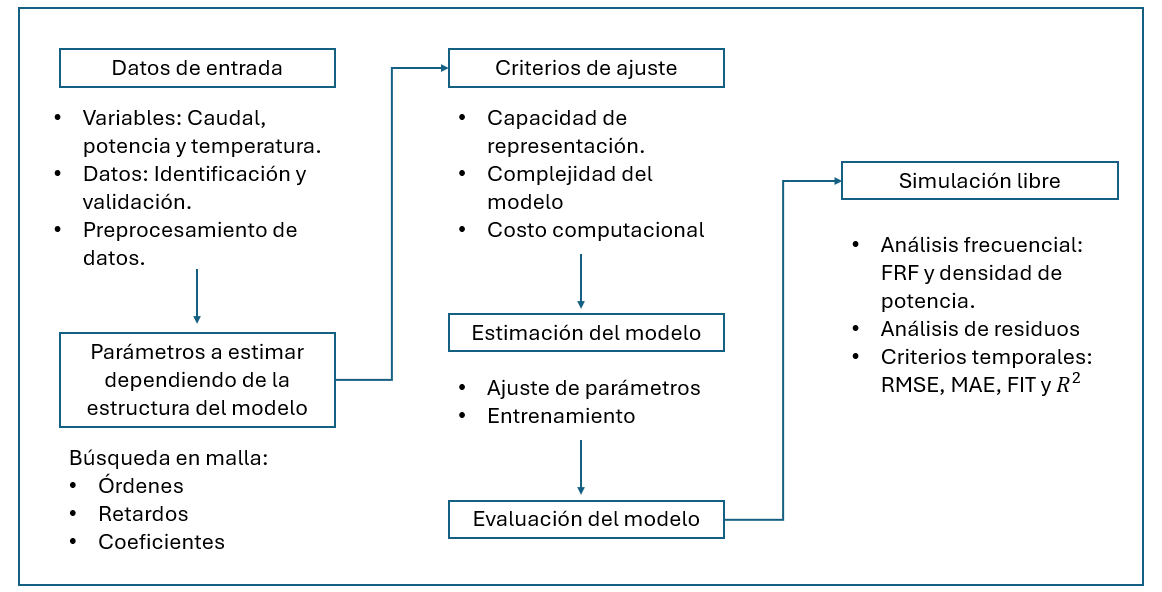 Datos de entrada
• Variables: Caudal,
potencia y temperatura.
• Datos: Identificación y
validación.
• Preprocesamiento de
datos.
Parámetros a estimar
dependiendo de la
estructura del modelo
Búsqueda en malla:
• Órdenes
• Retardos
• Coeficientes
Criterios de ajuste
• Capacidad de
representación.
• Complejidad del
modelo
• Costo computacional
Estimación del modelo
• Ajuste de parámetros
• Entrenamiento
Evaluación del modelo
Simulación libre
• Análisis frecuencial:
FRF y densidad de
potencia.
• Análisis de residuos
• Criterios temporales:
RMSE, MAE, FIT y R²